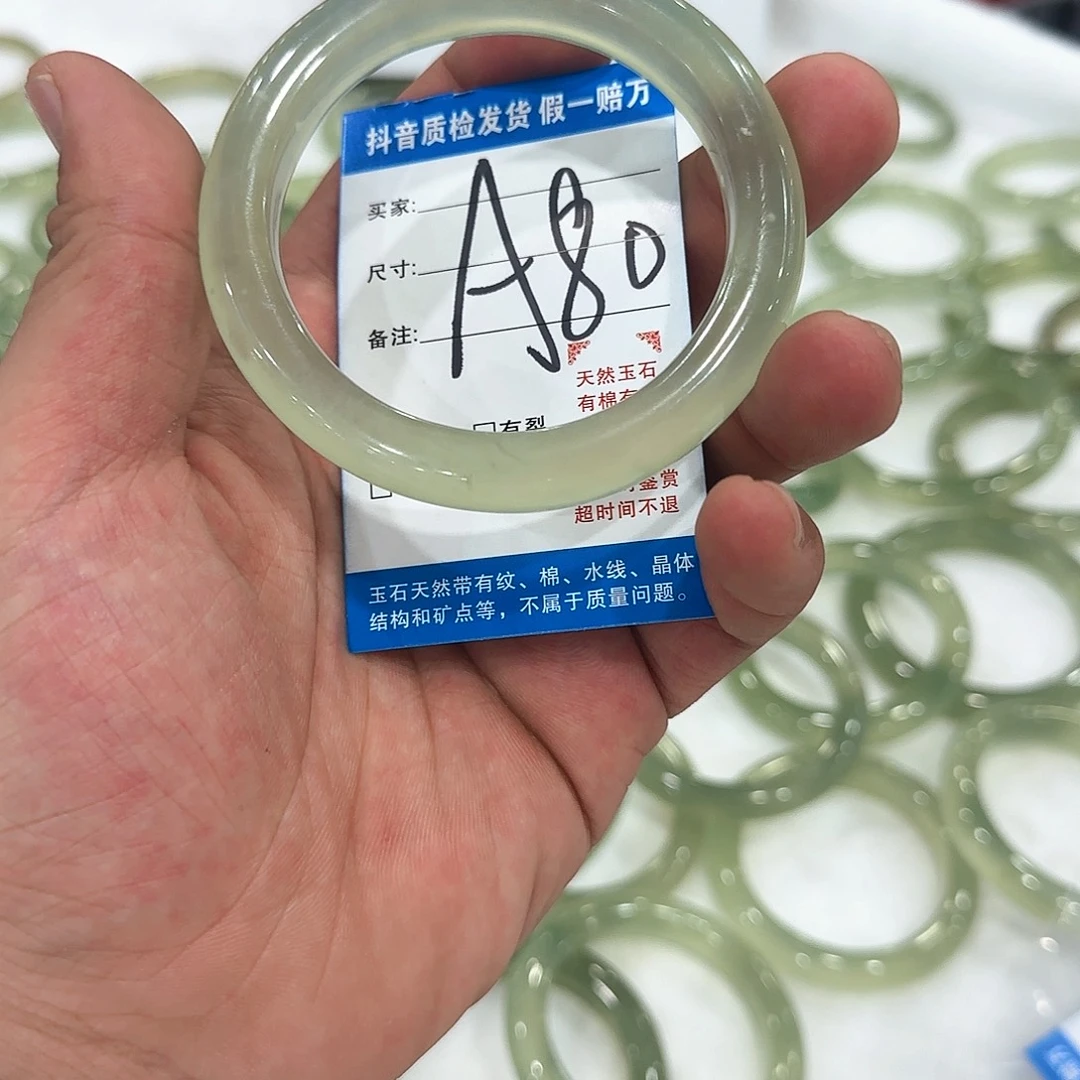 抖音质检发货 假一赔万
买家:
尺寸:
备注:
A80
天然玉石
有棉有
有裂
鉴赏
超时间不退
玉石天然带有纹、棉、水线、晶体
结构和矿点等，不属于质量问题。